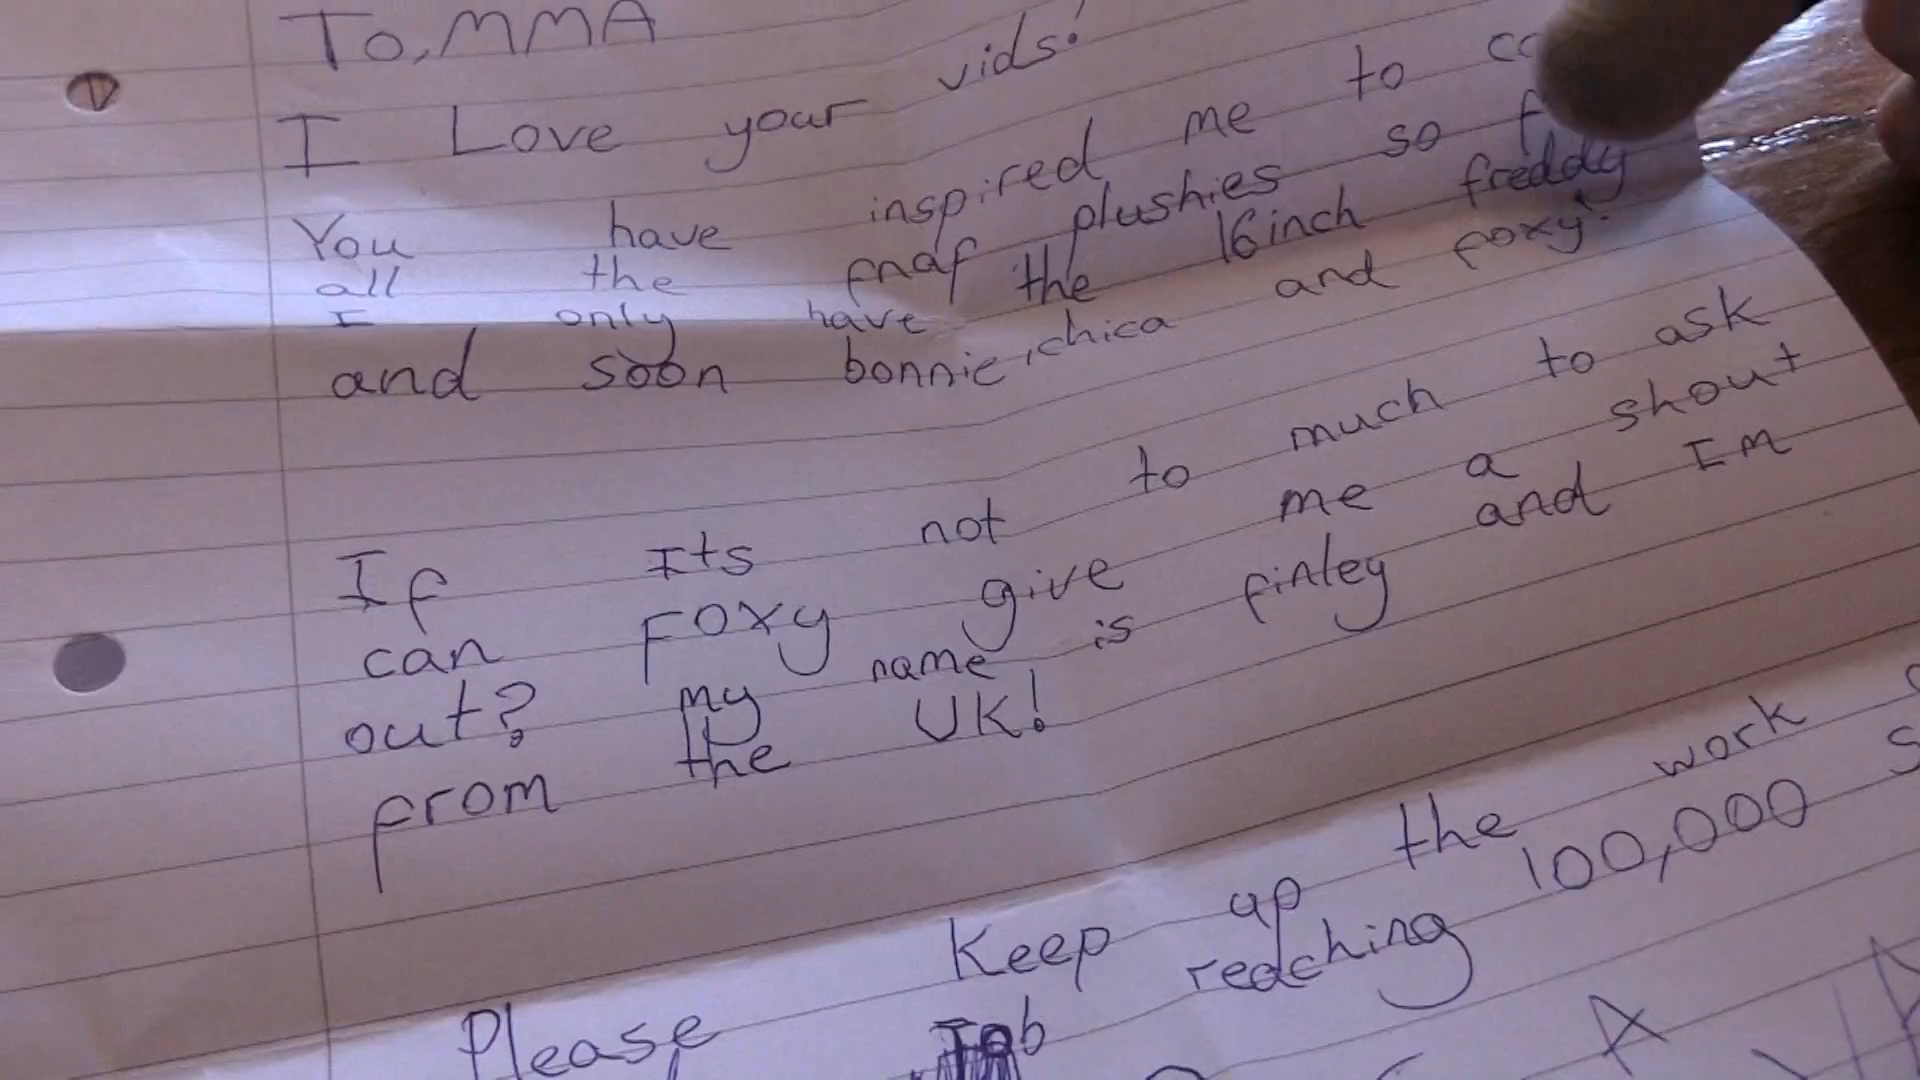 To, MMA
I Love your vids!
You have inspired me to
all the fnaf plushies so
I only have the 16inch freddy
and soon bonnie, chica and foxy!
If Its not to much to ask
can Foxy give me a shout
out? my name is finley and Im
from the UK!
Please Keep up the work
Job reaching 100,000